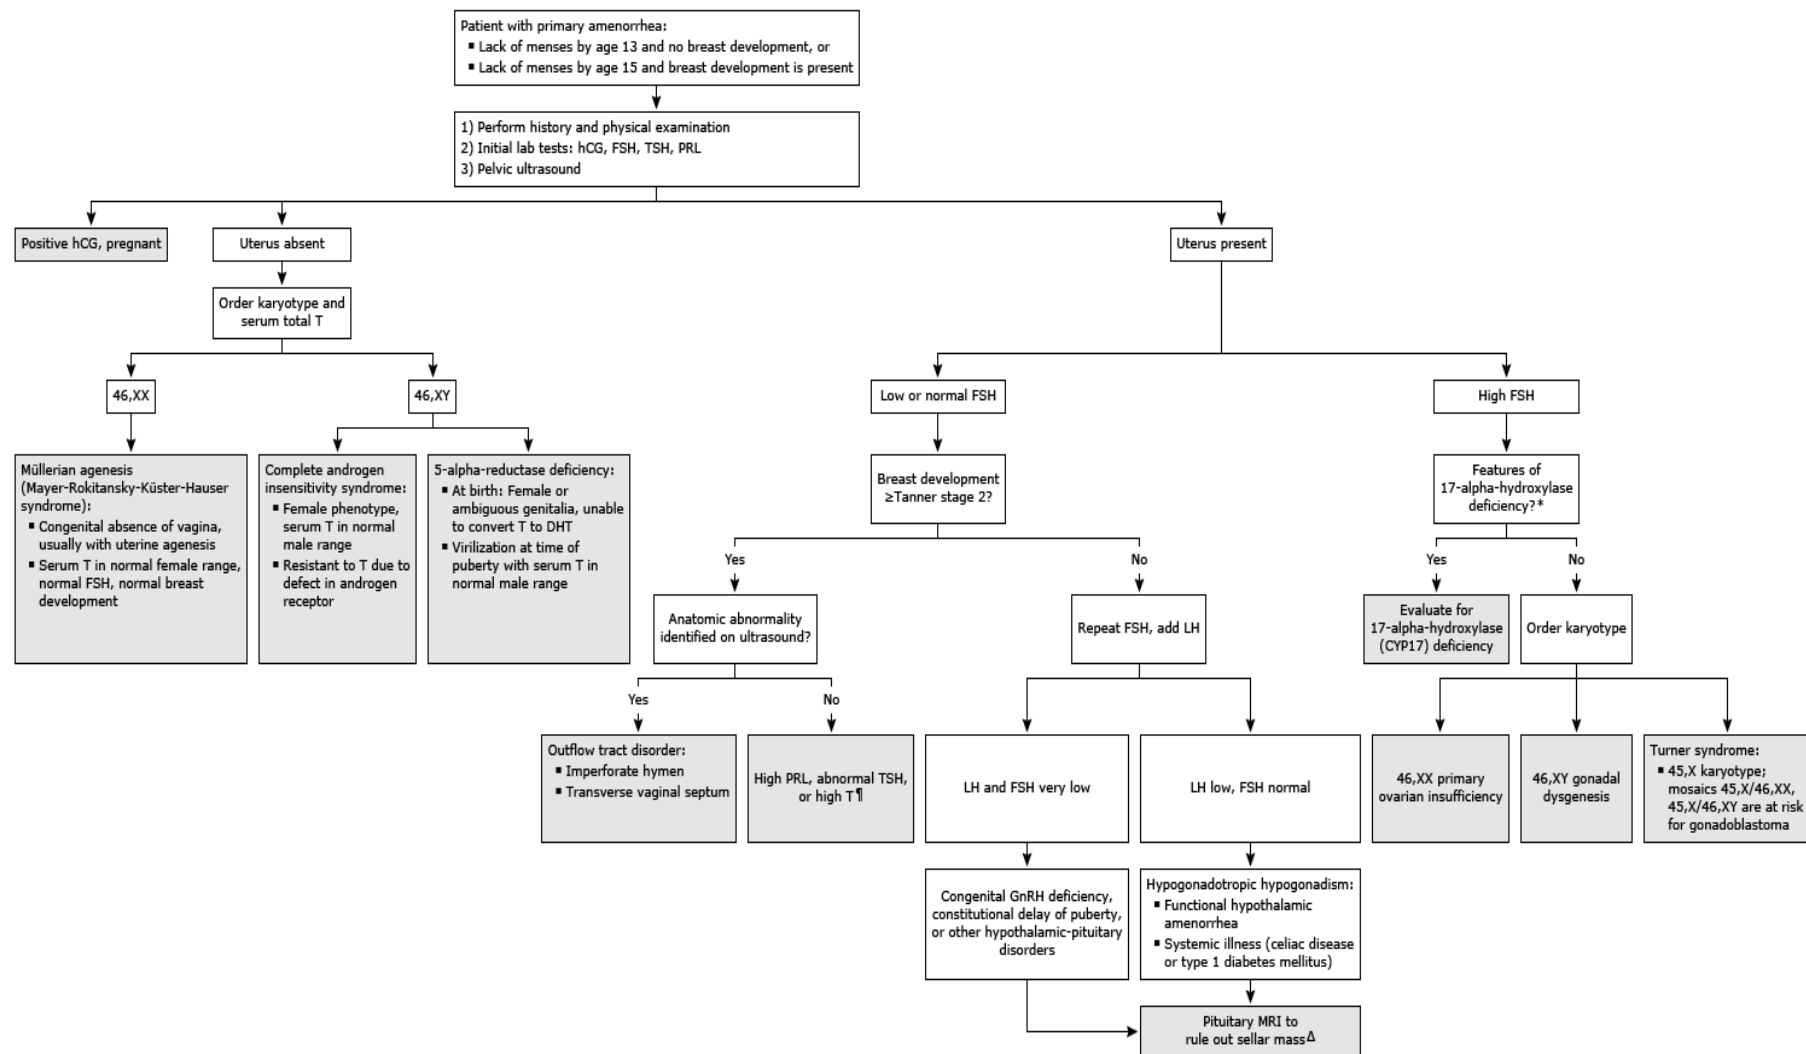 Patient with primary amenorrhea:
▪ Lack of menses by age 13 and no breast development, or
▪ Lack of menses by age 15 and breast development is present
1) Perform history and physical examination
2) Initial lab tests: hCG, FSH, TSH, PRL
3) Pelvic ultrasound
Positive hCG, pregnant
Uterus absent
Uterus present
Order karyotype and
serum total T
46,XX
46,XY
Low or normal FSH
High FSH
Müllerian agenesis
(Mayer-Rokitansky-Küster-Hauser
syndrome):
▪ Congenital absence of vagina,
usually with uterine agenesis
▪ Serum T in normal female range,
normal FSH, normal breast
development
Complete androgen
insensitivity syndrome:
▪ Female phenotype,
serum T in normal
male range
▪ Resistant to T due to
defect in androgen
receptor
5-alpha-reductase deficiency:
▪ At birth: Female or
ambiguous genitalia, unable
to convert T to DHT
▪ Virilization at time of
puberty with serum T in
normal male range
Breast development
≥Tanner stage 2?
Features of
17-alpha-hydroxylase
deficiency?*
Yes
No
Yes
No
Anatomic abnormality
identified on ultrasound?
Repeat FSH, add LH
Evaluate for
17-alpha-hydroxylase
(CYP17) deficiency
Order karyotype
Yes
No
Outflow tract disorder:
▪ Imperforate hymen
▪ Transverse vaginal septum
High PRL, abnormal TSH,
or high T¶
LH and FSH very low
LH low, FSH normal
46,XX primary
ovarian insufficiency
46,XY gonadal
dysgenesis
Turner syndrome:
▪ 45,X karyotype;
mosaics 45,X/46,XX,
45,X/46,XY are at risk
for gonadoblastoma
Congenital GnRH deficiency,
constitutional delay of puberty,
or other hypothalamic-pituitary
disorders
Hypogonadotropic hypogonadism:
▪ Functional hypothalamic
amenorrhea
▪ Systemic illness (celiac disease
or type 1 diabetes mellitus)
Pituitary MRI to
rule out sellar massΔ